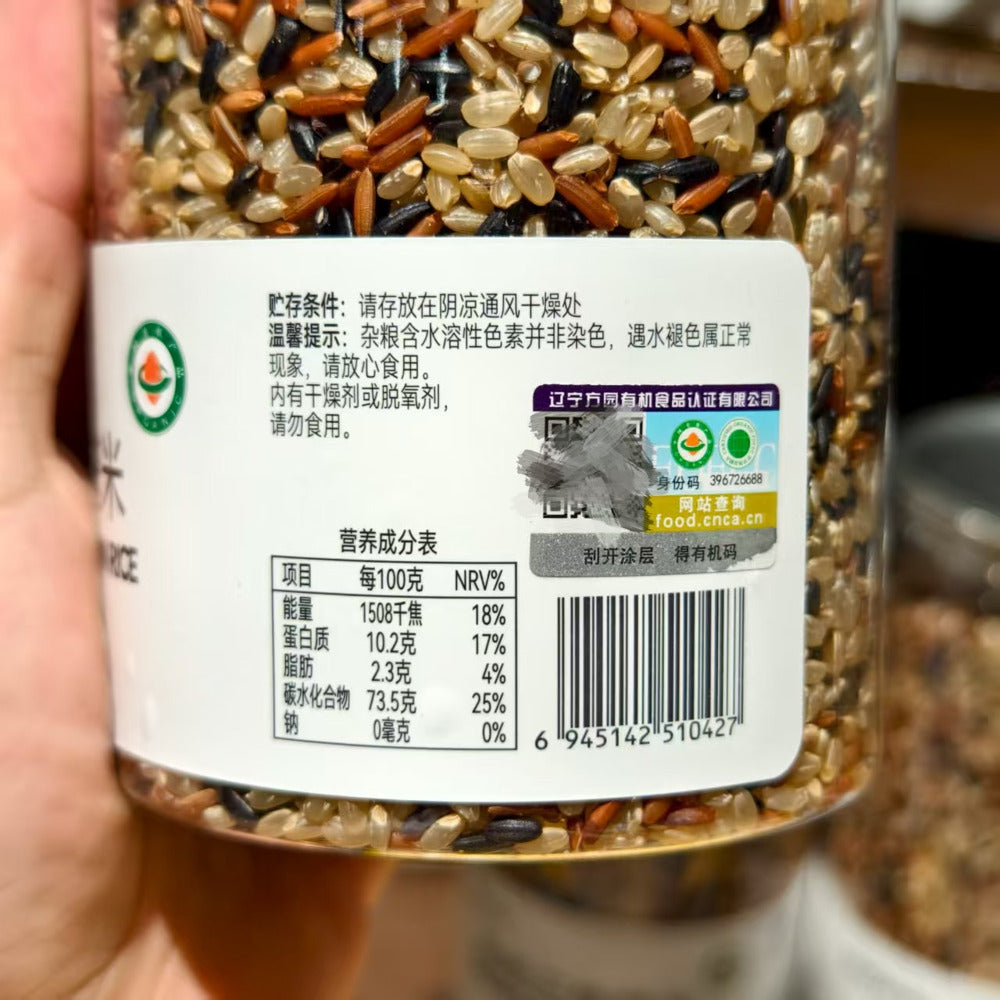 贮存条件：请存放在阴凉通风干燥处
温馨提示：杂粮含水溶性色素并非染色，遇水褪色属正常
现象，请放心食用。
内有干燥剂或脱氧剂，
请勿食用。
米
RICE
辽宁方园有机食品认证有限公司
身份码 396726688
网站查询
food.cnca.cn
刮开涂层 得有机码
营养成分表
项目 每100克 NRV%
能量 1508千焦 18%
蛋白质 10.2克 17%
脂肪 2.3克 4%
碳水化合物 73.5克 25%
钠 0毫克 0%
6 945142 510427